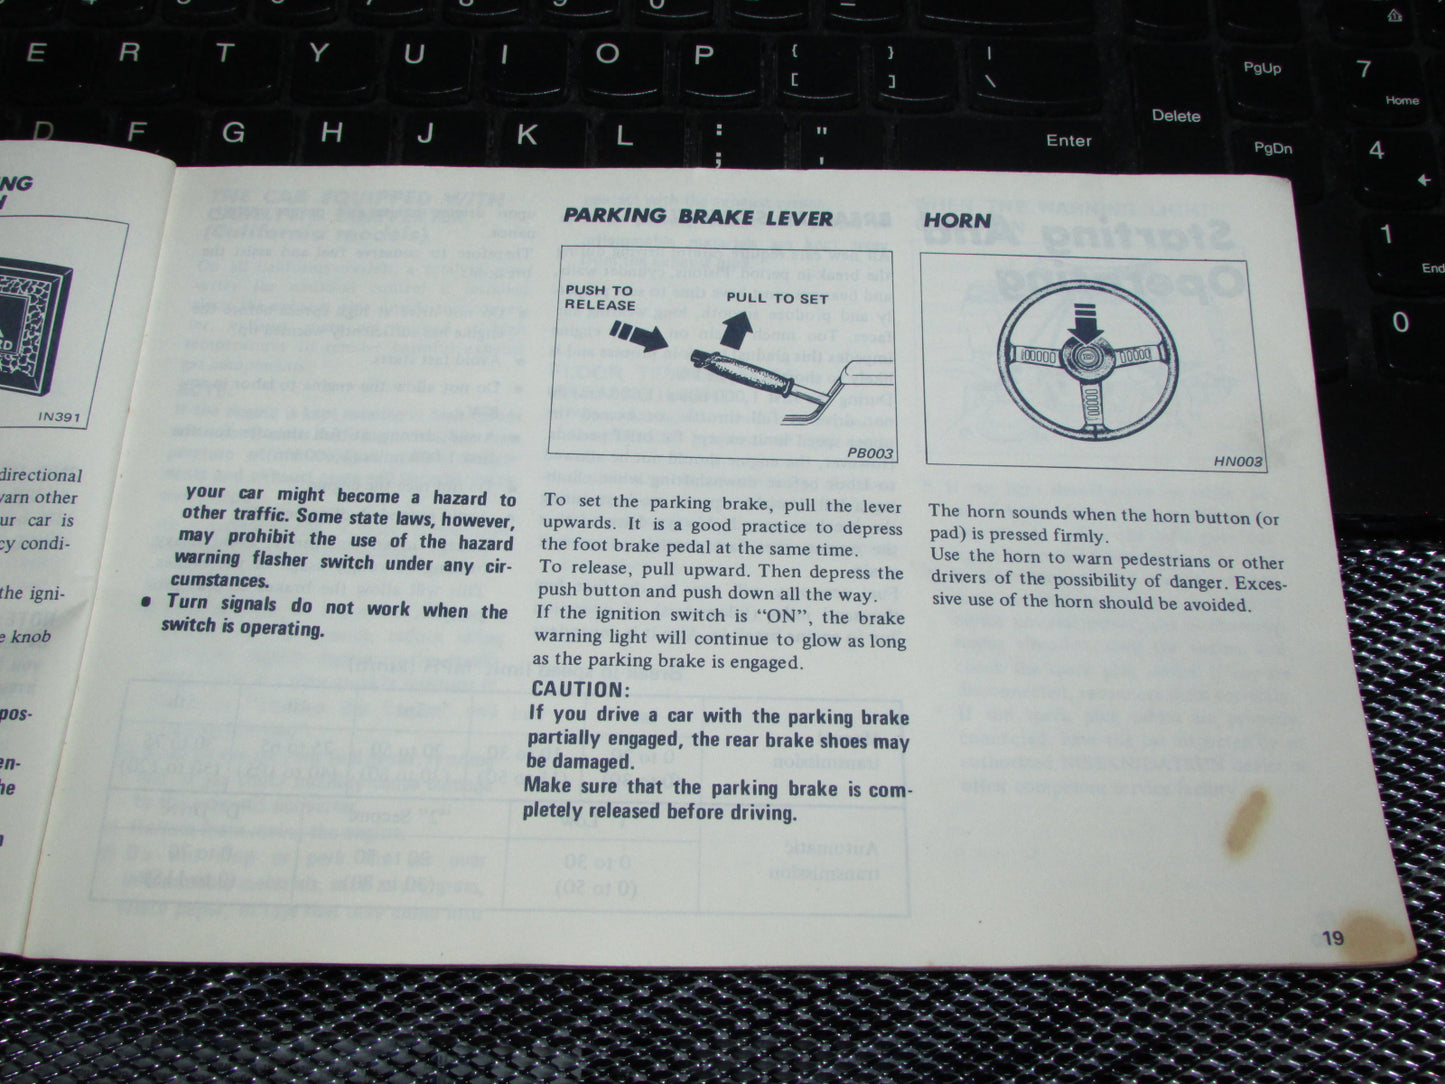 E R T Y U I O P { [ } ] | \ PgUp 7 Home
Delete
D F G H J K L : ; " ' Enter PgDn 4
1 End
0
NG
IN391
directional
warn other
ur car is
cy condi-
the igni-
e knob
pos-
en-
he
your car might become a hazard to
other traffic. Some state laws, however,
may prohibit the use of the hazard
warning flasher switch under any cir-
cumstances.
● Turn signals do not work when the
switch is operating.
PARKING BRAKE LEVER
PUSH TO
RELEASE
PULL TO SET
PB003
To set the parking brake, pull the lever
upwards. It is a good practice to depress
the foot brake pedal at the same time.
To release, pull upward. Then depress the
push button and push down all the way.
If the ignition switch is “ON”, the brake
warning light will continue to glow as long
as the parking brake is engaged.
CAUTION:
If you drive a car with the parking brake
partially engaged, the rear brake shoes may
be damaged.
Make sure that the parking brake is com-
pletely released before driving.
HORN
HN003
The horn sounds when the horn button (or
pad) is pressed firmly.
Use the horn to warn pedestrians or other
drivers of the possibility of danger. Exces-
sive use of the horn should be avoided.
19